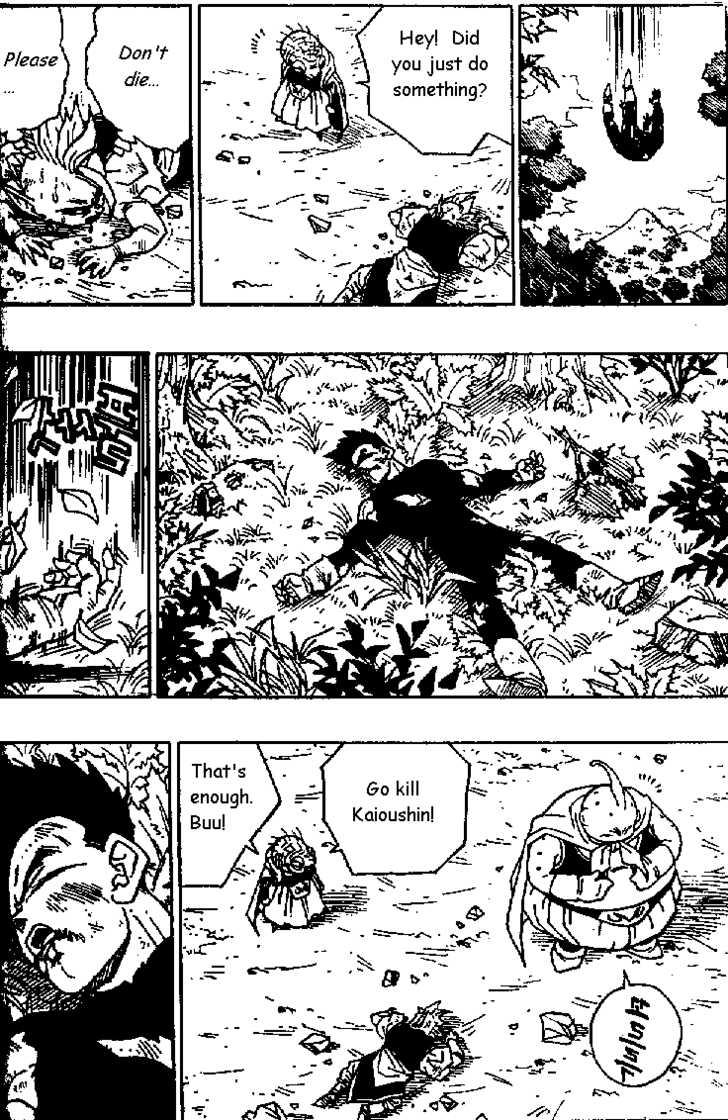 Hey! Did
you just do
something?
Don't
die...
Please
...
Go kill
Kaioushin!
That's
enough.
Buu!